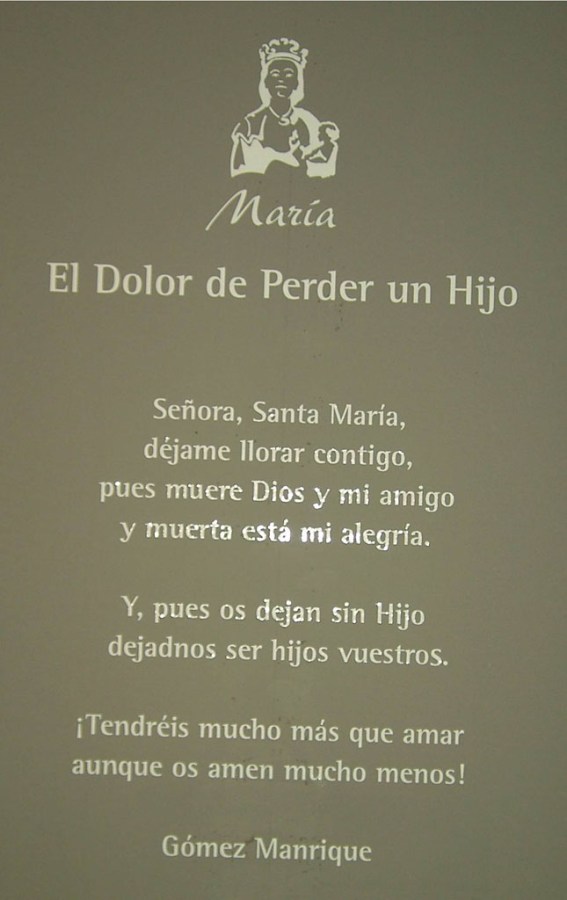 María
El Dolor de Perder un Hijo
Señora, Santa María,
déjame llorar contigo,
pues muere Dios y mi amigo
y muerta está mi alegría.
Y, pues os dejan sin Hijo
dejadnos ser hijos vuestros.
¡Tendréis mucho más que amar
aunque os amen mucho menos!
Gómez Manrique